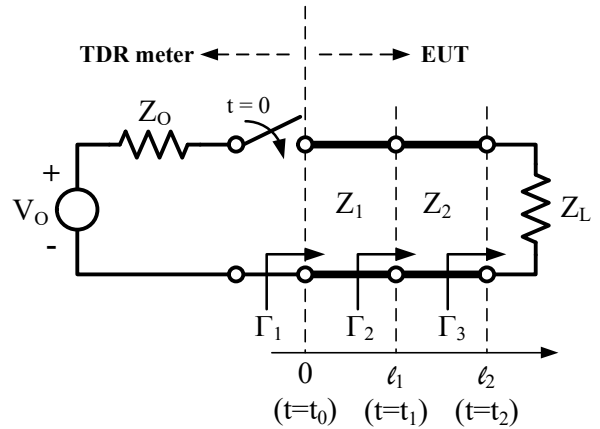 TDR meter EUT
t = 0
Z_O
+
V_O
-
Z_1 Z_2 Z_L
Γ_1 Γ_2 Γ_3
0 ℓ_1 ℓ_2
(t=t_0) (t=t_1) (t=t_2)